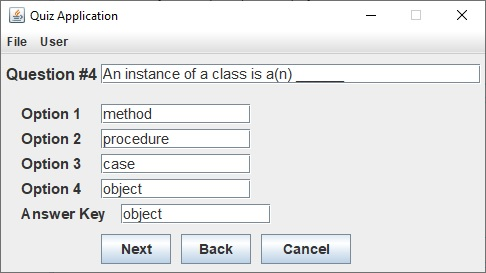 Quiz Application
File User
Question #4 An instance of a class is a(n) ______
Option 1 method
Option 2 procedure
Option 3 case
Option 4 object
Answer Key object
Next Back Cancel